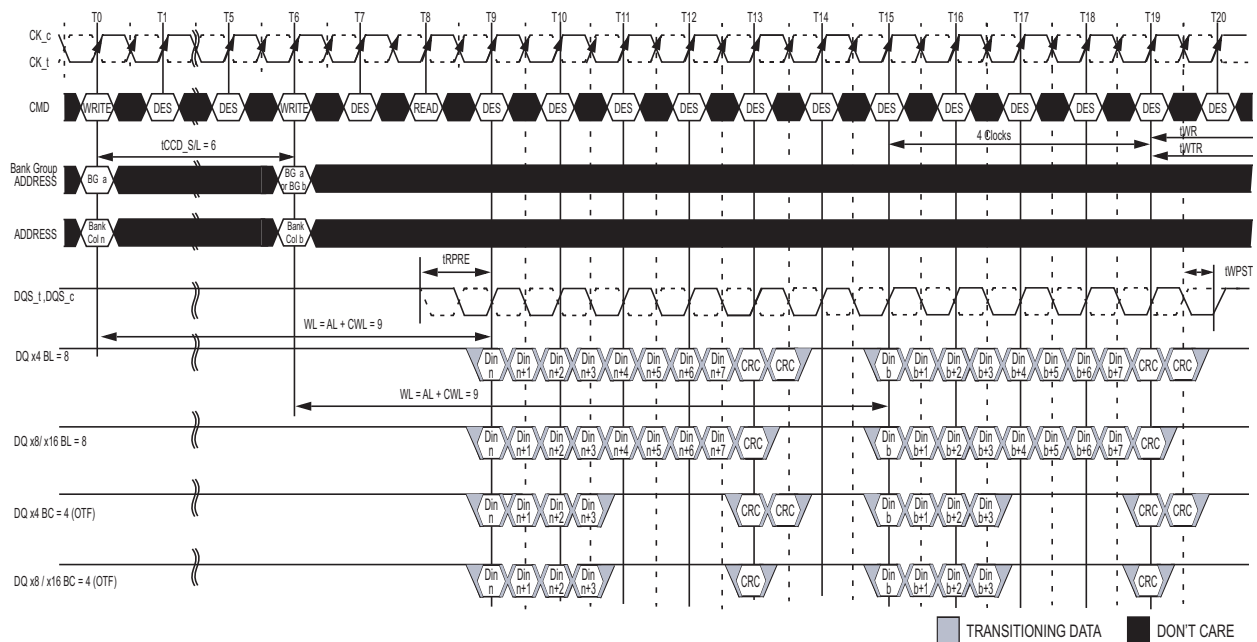 T0 T1 T5 T6 T7 T8 T9 T10 T11 T12 T13 T14 T15 T16 T17 T18 T19 T20
CK_c
CK_t
CMD WRITE DES DES WRITE DES READ DES DES DES DES DES DES DES DES DES DES DES DES
tCCD_S/L = 6
4 Clocks
tWR
tWTR
Bank Group
ADDRESS
BG a
BG a
or BG b
ADDRESS
Bank
Col n
Bank
Col b
tRPRE
tWPST
DQS_t ,DQS_c
WL = AL + CWL = 9
DQ x4 BL = 8
Din n Din n+1 Din n+2 Din n+3 Din n+4 Din n+5 Din n+6 Din n+7 CRC CRC Din b Din b+1 Din b+2 Din b+3 Din b+4 Din b+5 Din b+6 Din b+7 CRC CRC
WL = AL + CWL = 9
DQ x8/ x16 BL = 8
Din n Din n+1 Din n+2 Din n+3 Din n+4 Din n+5 Din n+6 Din n+7 CRC Din b Din b+1 Din b+2 Din b+3 Din b+4 Din b+5 Din b+6 Din b+7 CRC
DQ x4 BC = 4 (OTF)
Din n Din n+1 Din n+2 Din n+3 CRC CRC Din b Din b+1 Din b+2 Din b+3 CRC CRC
DQ x8 / x16 BC = 4 (OTF)
Din n Din n+1 Din n+2 Din n+3 CRC Din b Din b+1 Din b+2 Din b+3 CRC
TRANSITIONING DATA
DON'T CARE